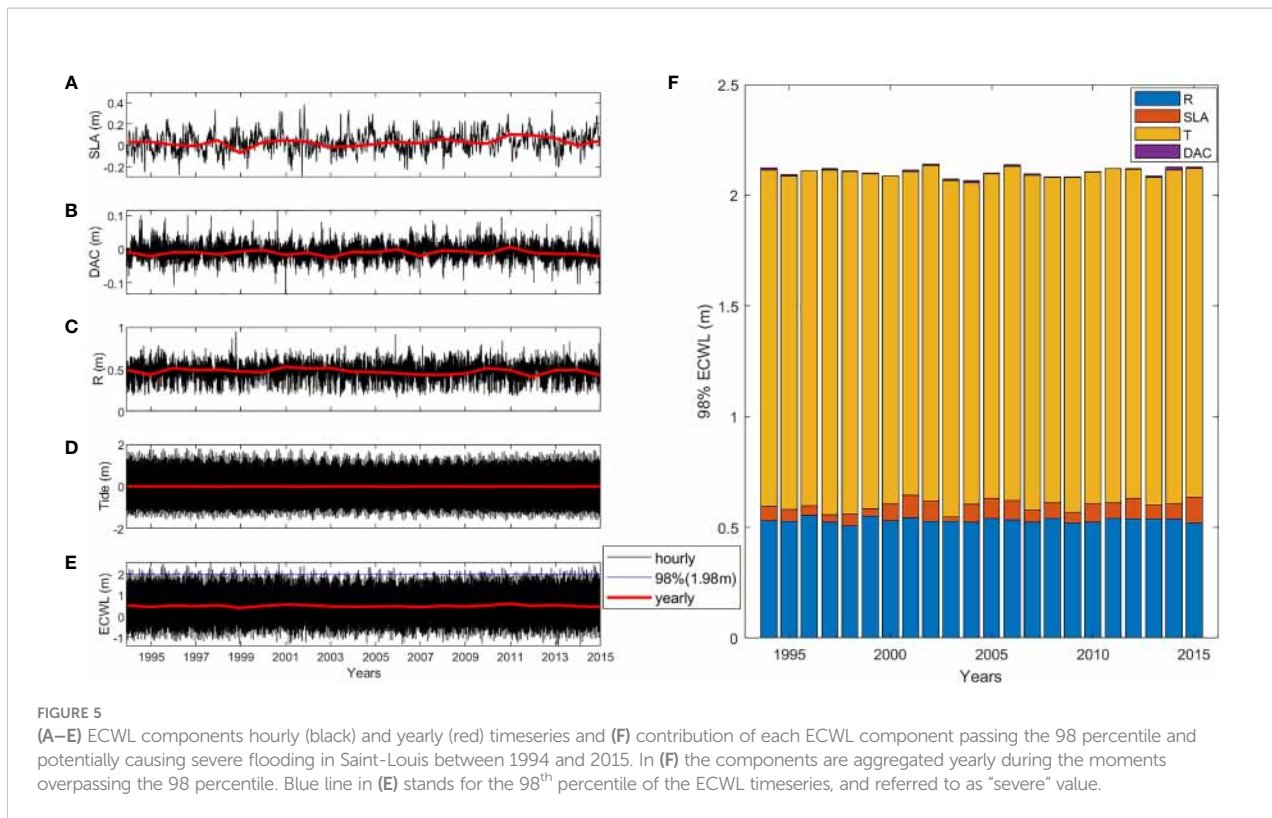 A
0.4
0.2
0
-0.2
SLA (m)
B
0.1
0
-0.1
DAC (m)
C
1
0.5
0
R (m)
D
2
0
-2
Tide (m)
E
2
1
0
-1
ECWL (m)
1995 1997 1999 2001 2003 2005 2007 2009 2011 2013 2015
Years
hourly
98%(1.98m)
yearly
F
2.5
2
1.5
1
0.5
0
98% ECWL (m)
R
SLA
T
DAC
1995 2000 2005 2010 2015
Years
FIGURE 5
(A–E) ECWL components hourly (black) and yearly (red) timeseries and (F) contribution of each ECWL component passing the 98 percentile and
potentially causing severe flooding in Saint-Louis between 1994 and 2015. In (F) the components are aggregated yearly during the moments
overpassing the 98 percentile. Blue line in (E) stands for the 98th percentile of the ECWL timeseries, and referred to as “severe” value.